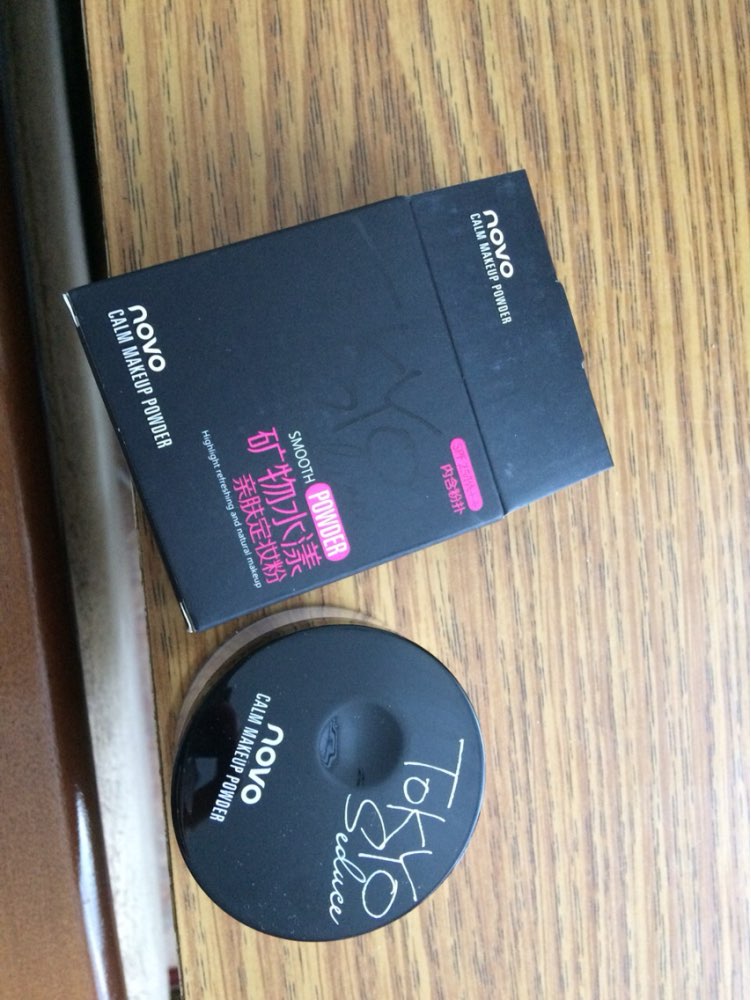 novo
CALM MAKEUP POWDER
novo
CALM MAKEUP POWDER
内含粉扑
SMOOTH POWDER
矿物水漾
亲肤定妆粉
Highlight refreshing and natural makeup
TOKYO
Seduce
novo
CALM MAKEUP POWDER